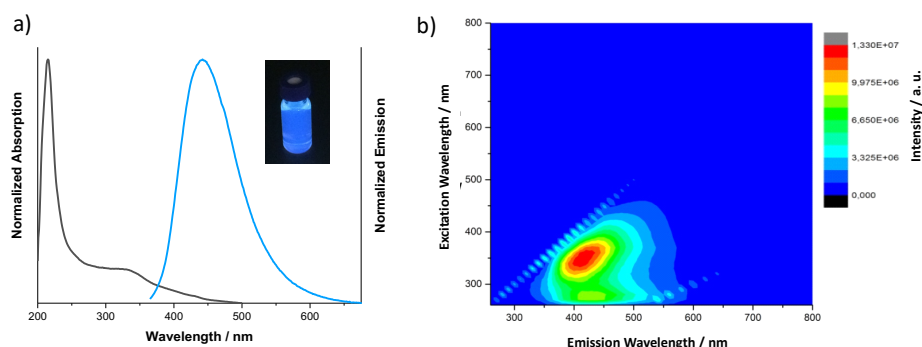 a)
Normalized Absorption
200 300 400 500 600
Wavelength / nm
Normalized Emission
b)
Excitation Wavelength / nm
800
700
600
500
400
300
300 400 500 600 700 800
Emission Wavelength / nm
1,330E+07
9,975E+06
6,650E+06
3,325E+06
0,000
Intensity / a. u.